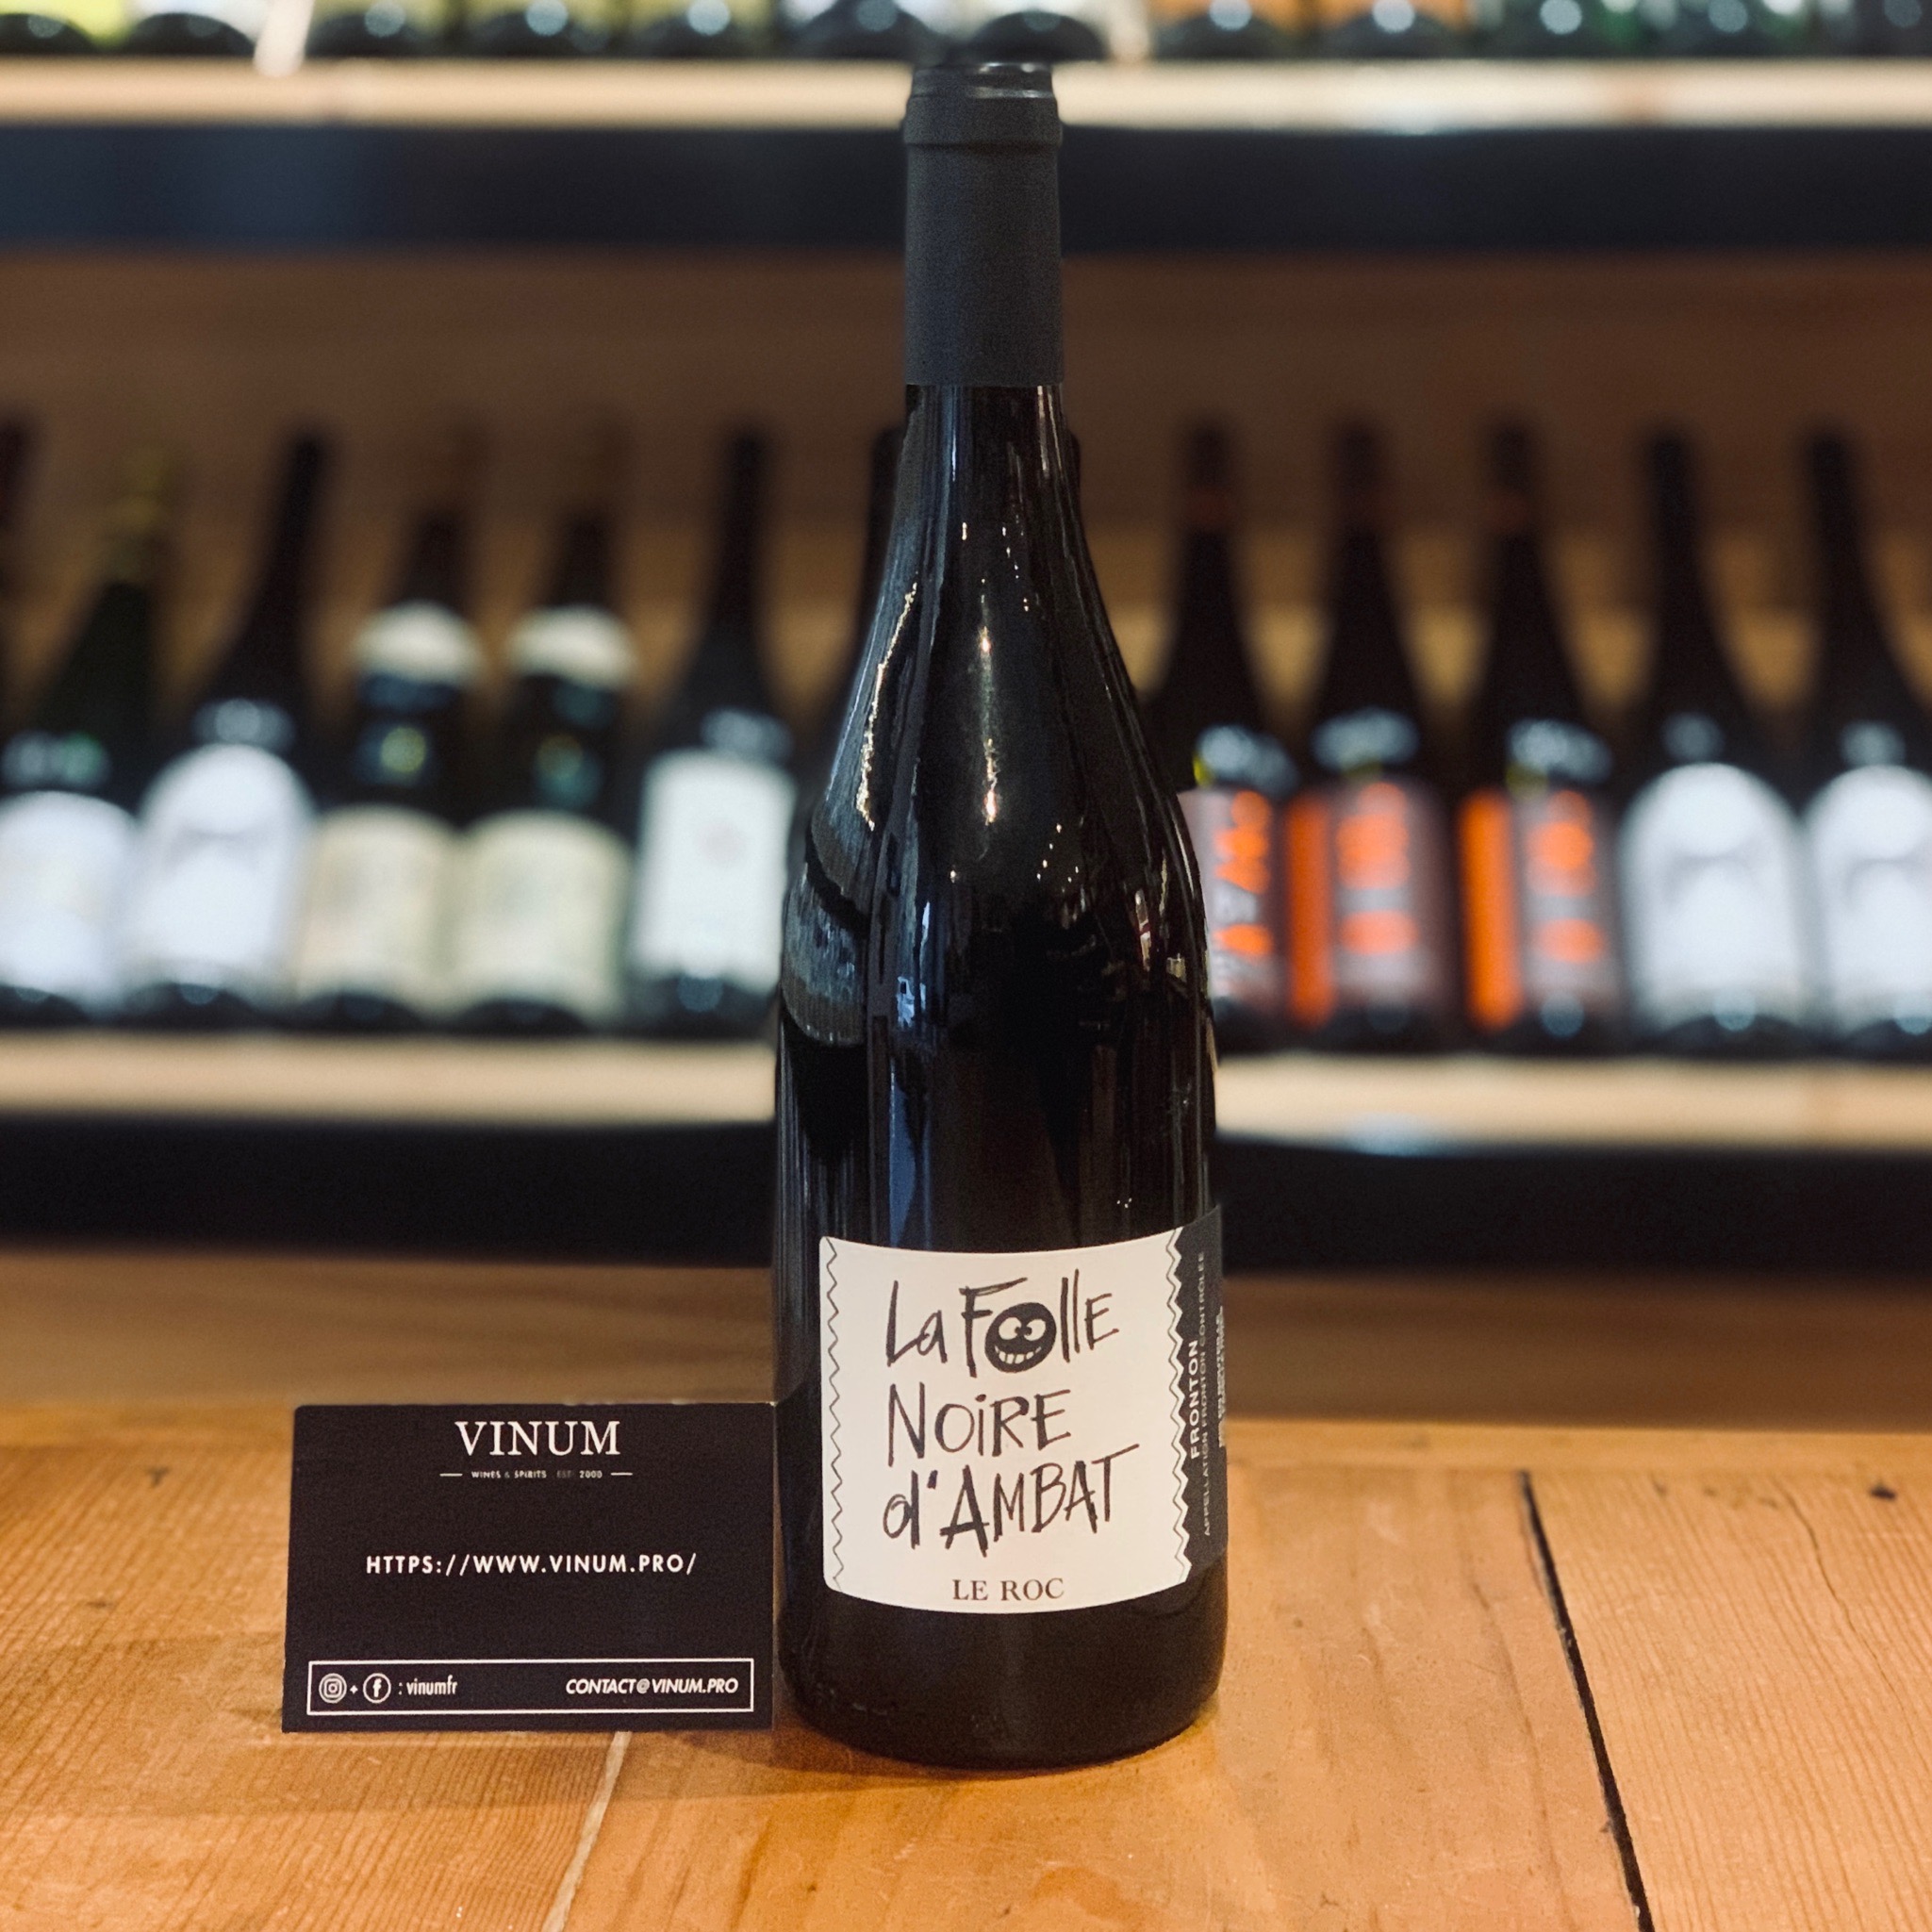 La Folle
Noire
d'Ambat
LE ROC
FRONTON
APPELLATION FRONTON CONTRÔLÉE
VINUM
WINES & SPIRITS EST. 2000
HTTPS://WWW.VINUM.PRO/
+ : vinumfr CONTACT@VINUM.PRO